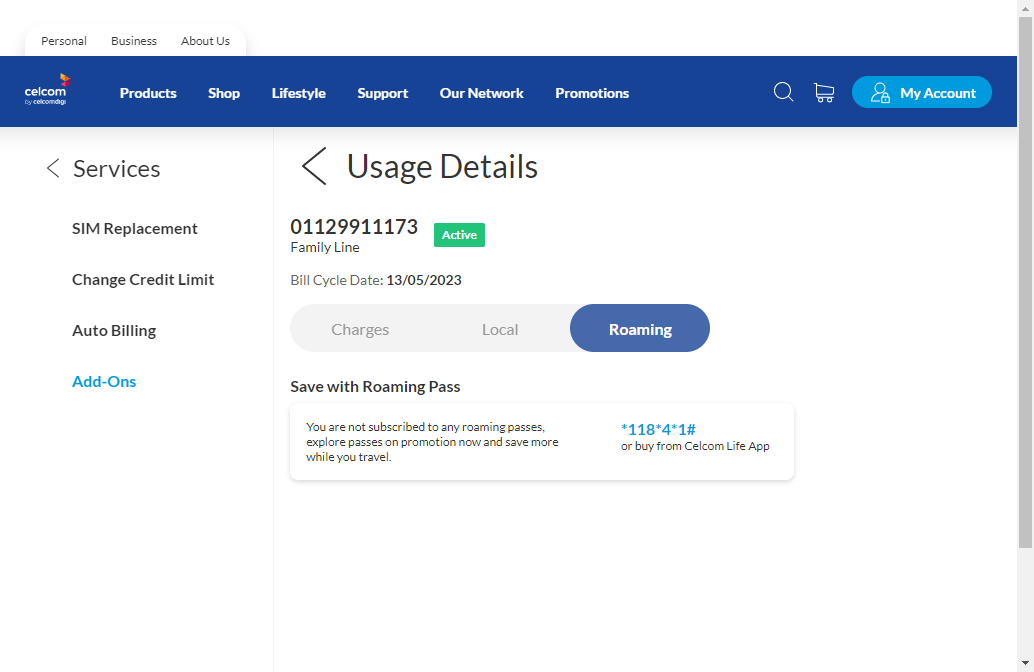 Personal Business About Us
celcom
by celcomdigi
Products Shop Lifestyle Support Our Network Promotions My Account
Services
SIM Replacement
Change Credit Limit
Auto Billing
Add-Ons
Usage Details
01129911173 Active
Family Line
Bill Cycle Date: 13/05/2023
Charges Local Roaming
Save with Roaming Pass
You are not subscribed to any roaming passes,
explore passes on promotion now and save more
while you travel.
*118*4*1#
or buy from Celcom Life App